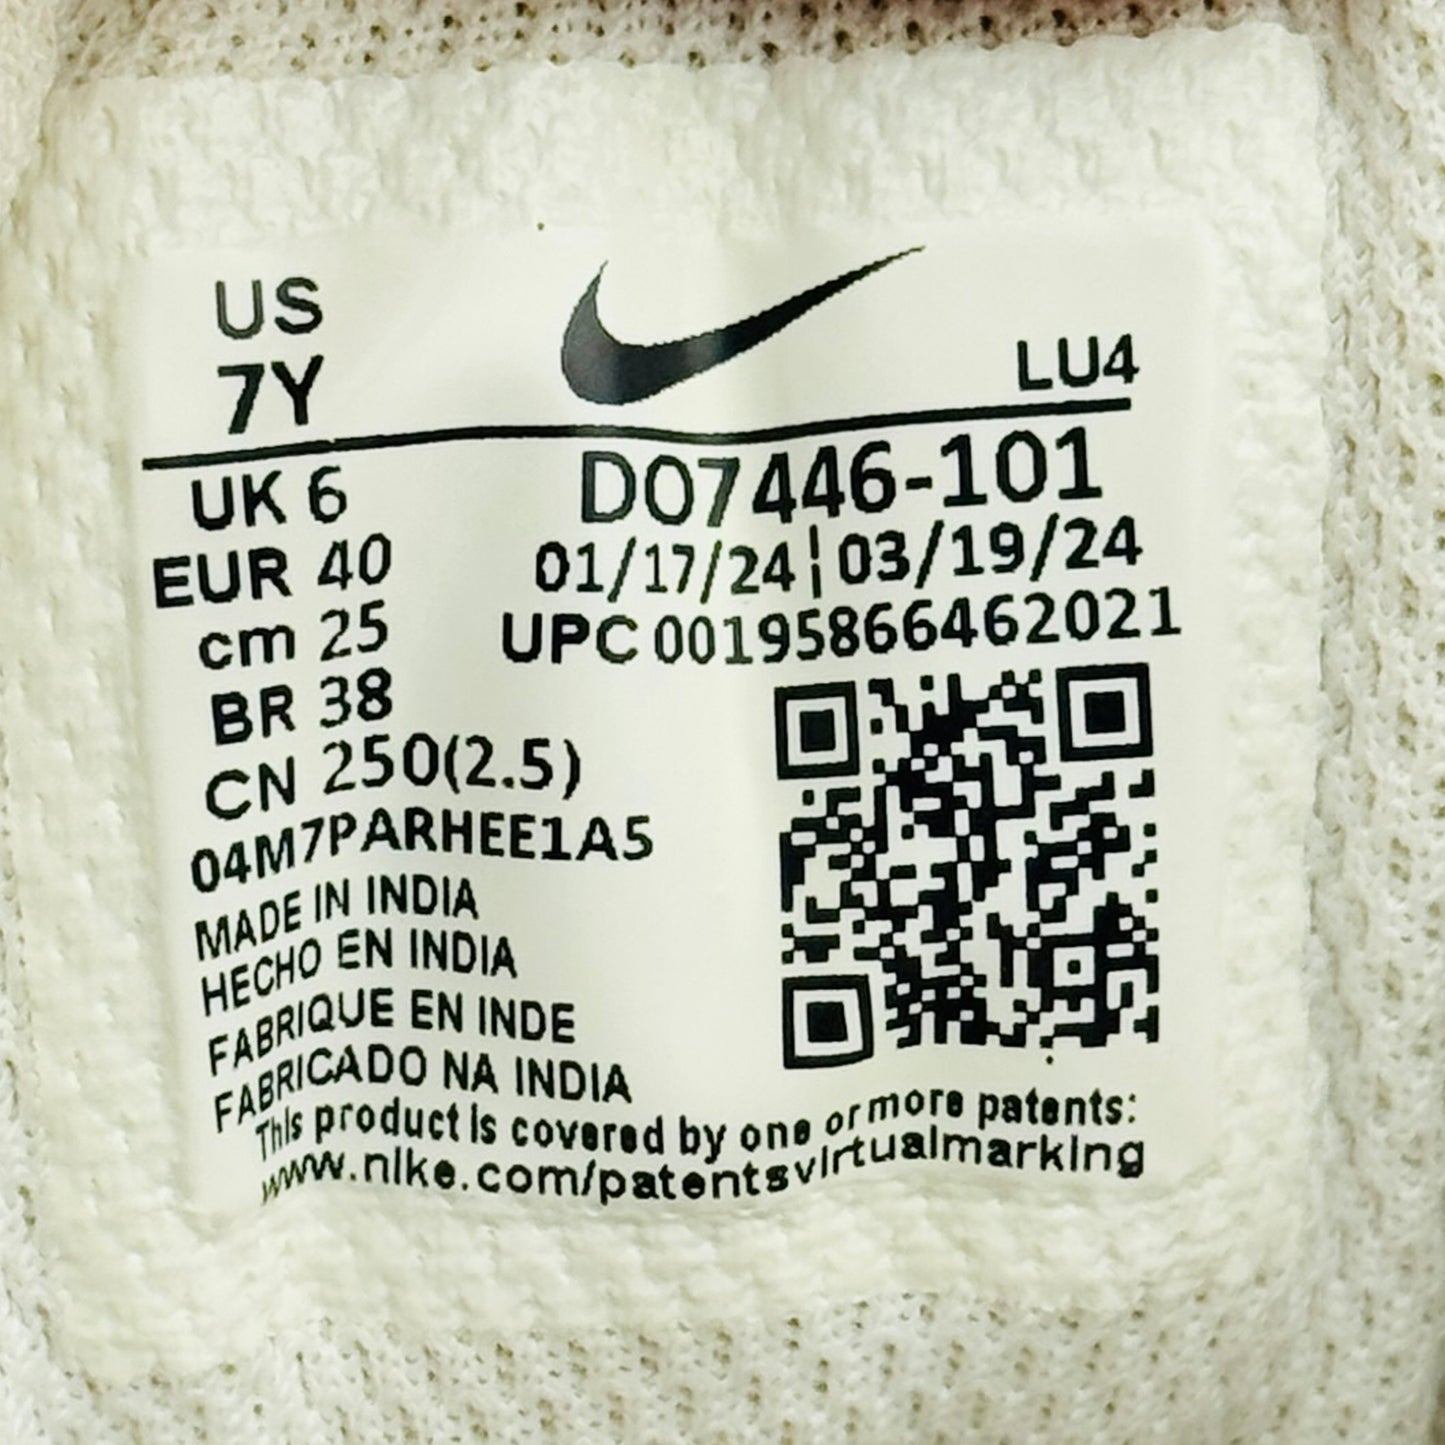 US
7Y
LU4
UK 6
EUR 40
cm 25
BR 38
CN 250(2.5)
DO7446-101
01/17/24¦03/19/24
UPC 00195866462021
04M7PARHEE1A5
MADE IN INDIA
HECHO EN INDIA
FABRIQUE EN INDE
FABRICADO NA INDIA
This product is covered by one or more patents:
www.nike.com/patentsvirtualmarking